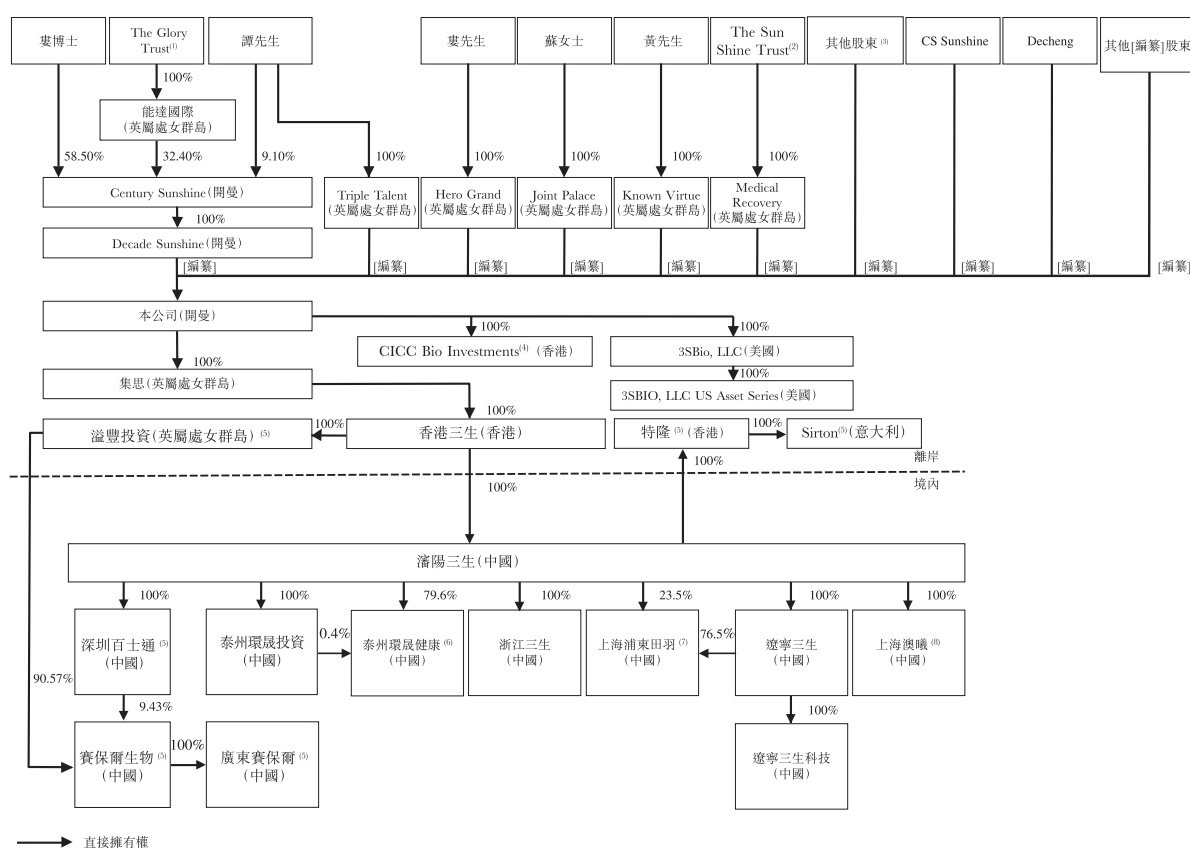 婁博士
The Glory
Trust(1)
譚先生
婁先生
蘇女士
黃先生
The Sun
Shine Trust(2)
其他股東 (3)
CS Sunshine
Decheng
其他[編纂]股東
100%
能達國際
(英屬處女群島)
58.50%
32.40%
9.10%
100%
100%
100%
100%
100%
Century Sunshine(開曼)
Triple Talent
(英屬處女群島)
Hero Grand
(英屬處女群島)
Joint Palace
(英屬處女群島)
Known Virtue
(英屬處女群島)
Medical
Recovery
(英屬處女群島)
100%
Decade Sunshine(開曼)
[編纂]
[編纂]
[編纂]
[編纂]
[編纂]
[編纂]
[編纂]
[編纂]
[編纂]
[編纂]
本公司(開曼)
100%
100%
CICC Bio Investments(4) (香港)
3SBio, LLC(美國)
100%
100%
集思(英屬處女群島)
3SBIO, LLC US Asset Series(美國)
100%
溢豐投資(英屬處女群島) (5)
100%
香港三生(香港)
特隆 (5) (香港)
100%
Sirton(5)(意大利)
離岸
100%
境內
100%
瀋陽三生(中國)
100%
100%
79.6%
100%
23.5%
100%
100%
深圳百士通 (5)
(中國)
泰州環晟投資
(中國)
0.4%
泰州環晟健康 (6)
(中國)
浙江三生
(中國)
上海浦東田羽 (7)
(中國)
76.5%
遼寧三生
(中國)
上海澳曦 (8)
(中國)
90.57%
9.43%
100%
賽保爾生物 (5)
(中國)
100%
廣東賽保爾 (5)
(中國)
遼寧三生科技
(中國)
直接擁有權